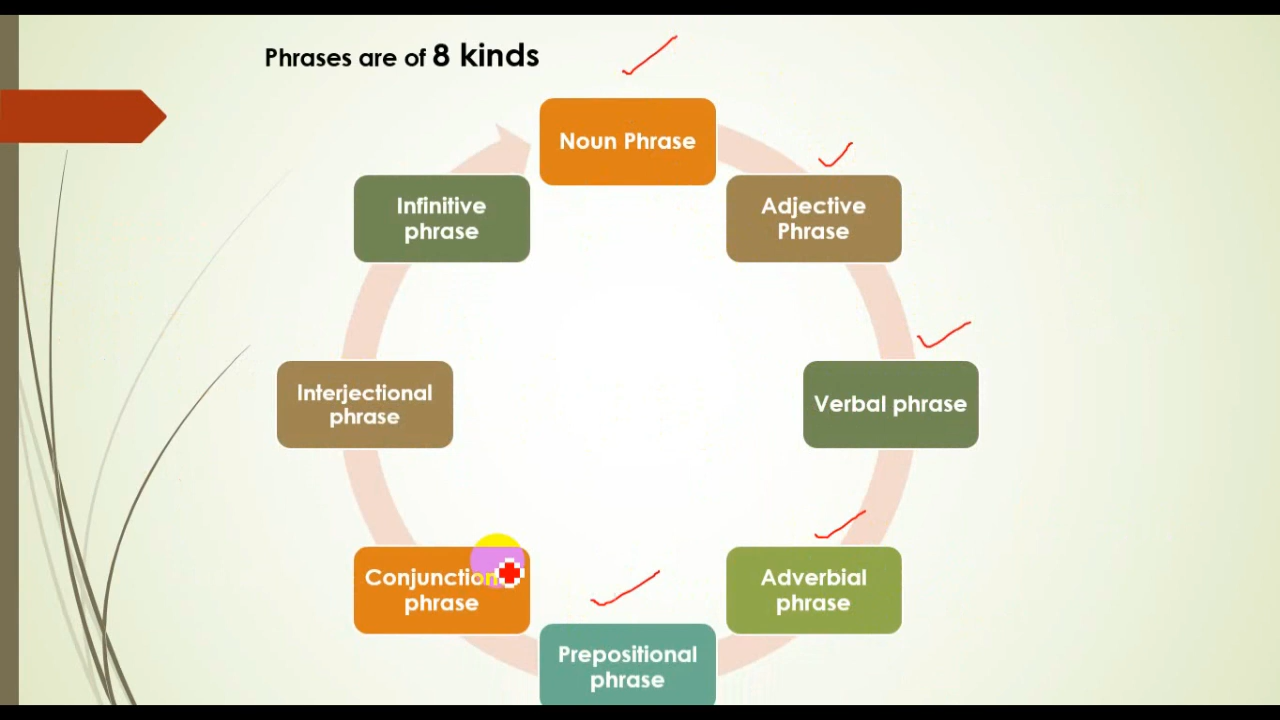 Phrases are of 8 kinds
Noun Phrase
Adjective
Phrase
Verbal phrase
Adverbial
phrase
Prepositional
phrase
Conjunction
phrase
Interjectional
phrase
Infinitive
phrase